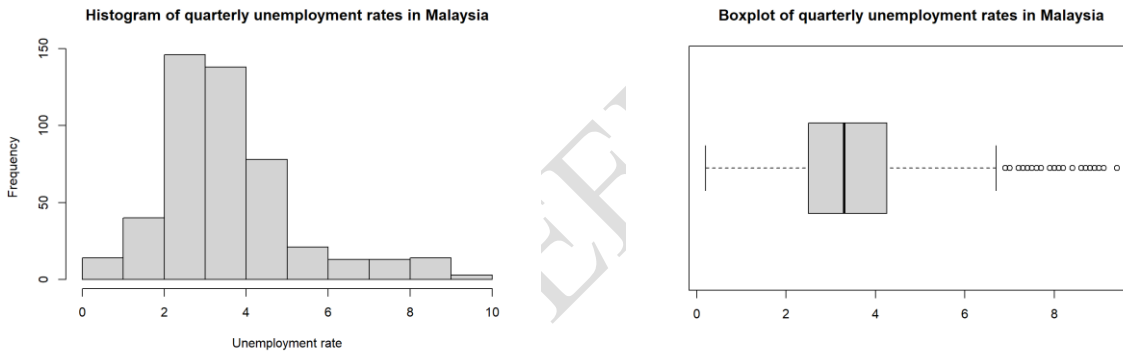 Histogram of quarterly unemployment rates in Malaysia
Frequency
150
100
50
0
0 2 4 6 8 10
Unemployment rate
Boxplot of quarterly unemployment rates in Malaysia
0 2 4 6 8